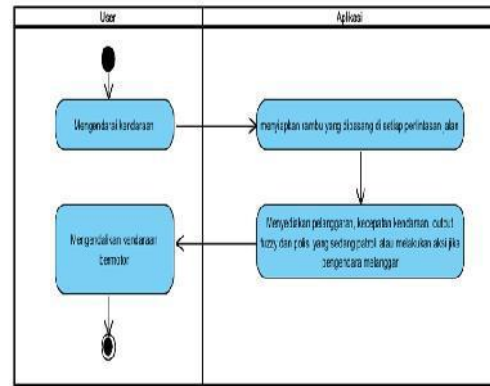 User
Aplikasi
Mengendarai kendaraan
menyiapkan rambu yang dipasang di setiap perlintasan jalan
Menyediakan pelanggaran, kecepatan kendaraan, output
fuzzy dan polisi yang sedang patroli atau melakukan aksi jika
pengendara melanggar
Mengendalikan kendaraan
bermotor